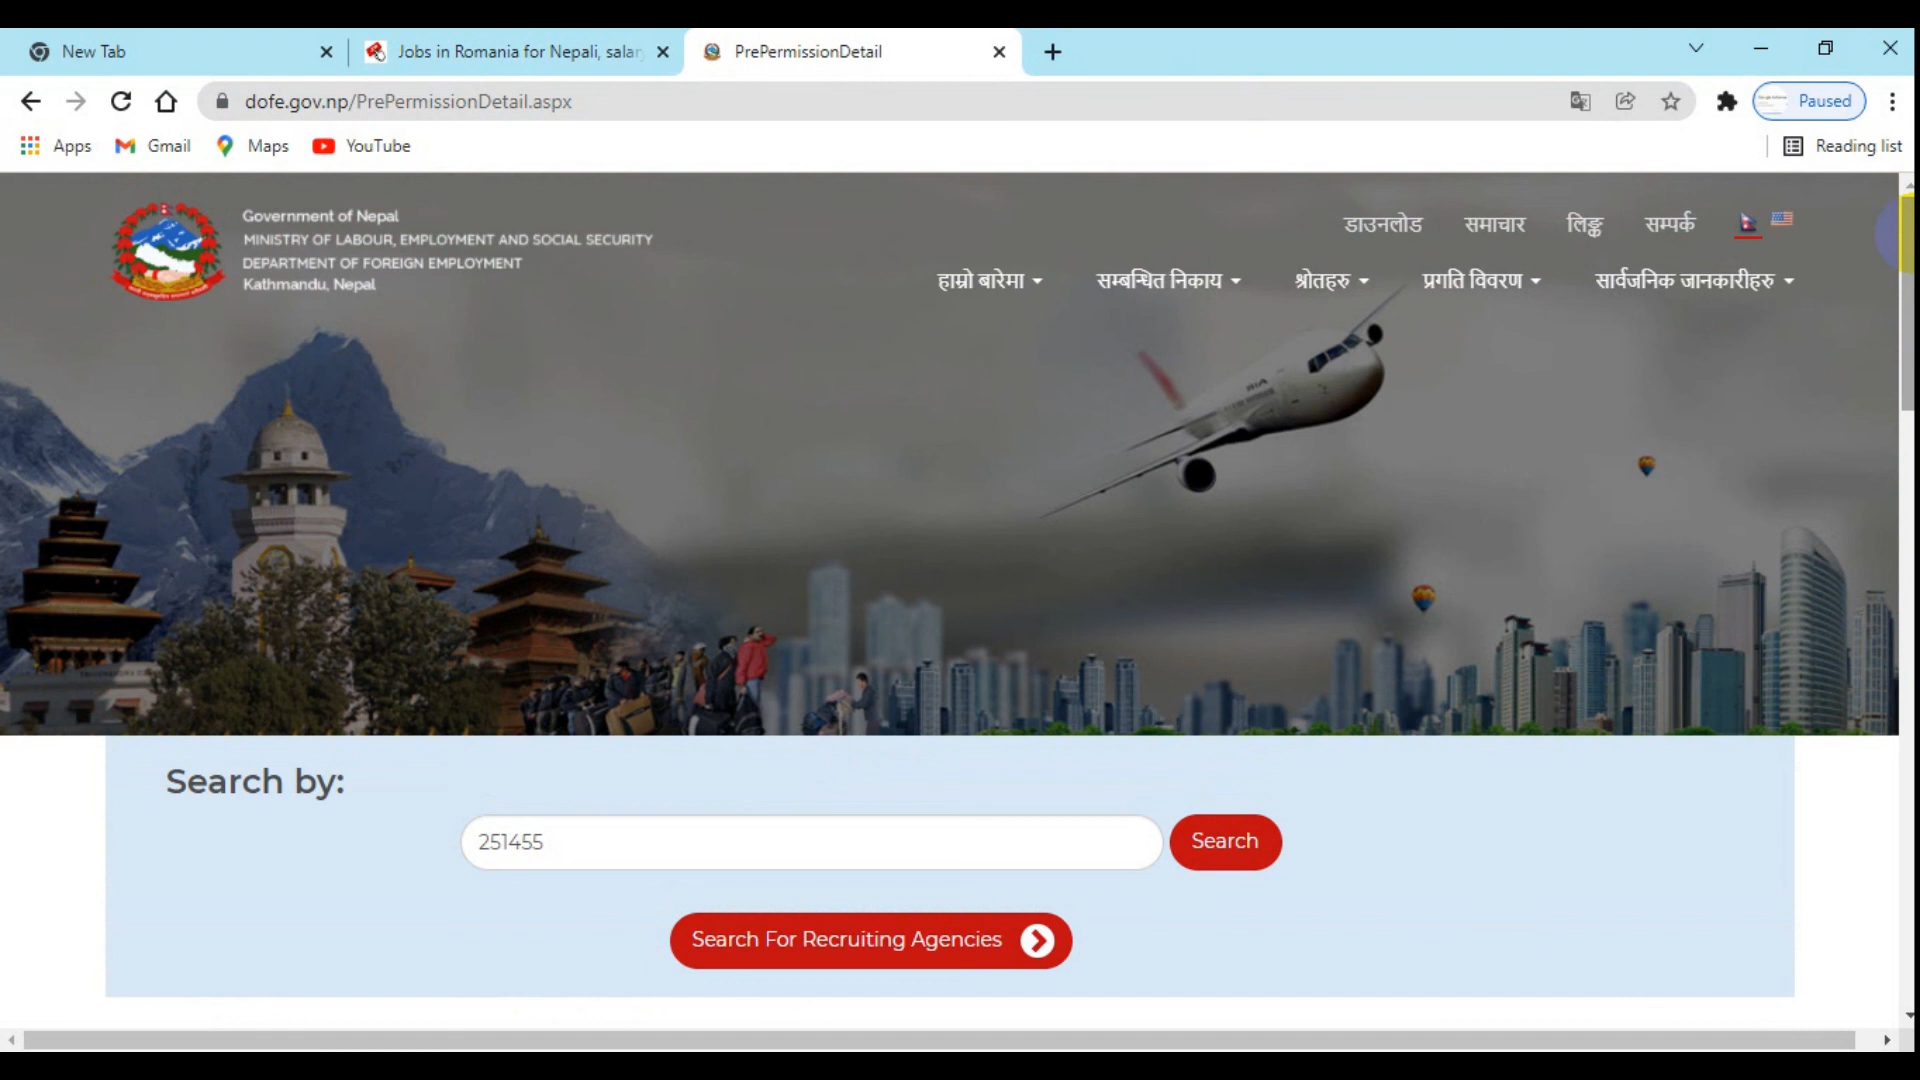 New Tab
Jobs in Romania for Nepali, salar
PrePermissionDetail
dofe.gov.np/PrePermissionDetail.aspx
Paused
Apps
Gmail
Maps
YouTube
Reading list
Government of Nepal
MINISTRY OF LABOUR, EMPLOYMENT AND SOCIAL SECURITY
DEPARTMENT OF FOREIGN EMPLOYMENT
Kathmandu, Nepal
डाउनलोड समाचार लिङ्क सम्पर्क
हाम्रो बारेमा सम्बन्धित निकाय श्रोतहरु प्रगति विवरण सार्वजनिक जानकारीहरु
Search by:
251455
Search
Search For Recruiting Agencies